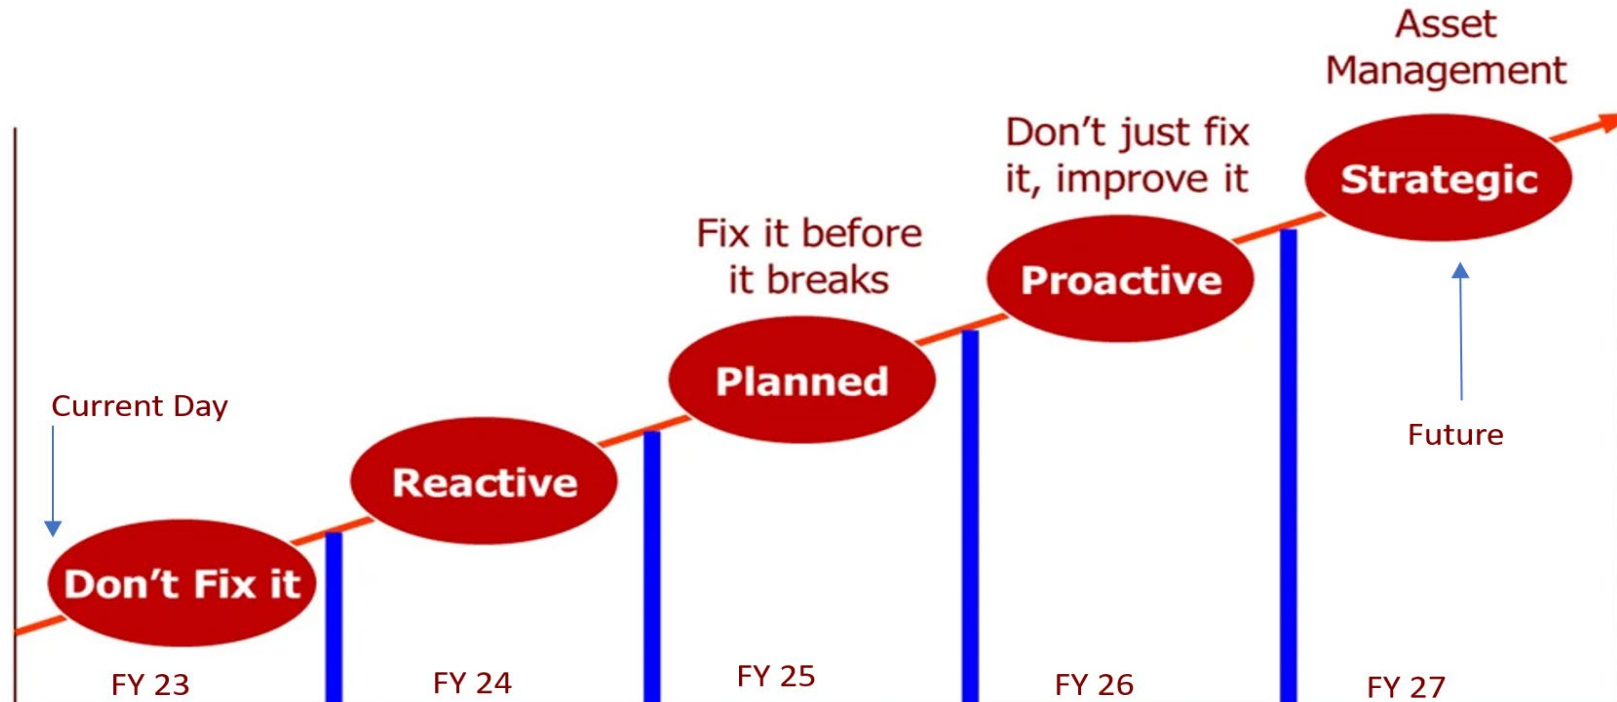 Asset
Management
Strategic
Don’t just fix
it, improve it
Proactive
Fix it before
it breaks
Planned
Reactive
Current Day
Don’t Fix it
Future
FY 23
FY 24
FY 25
FY 26
FY 27